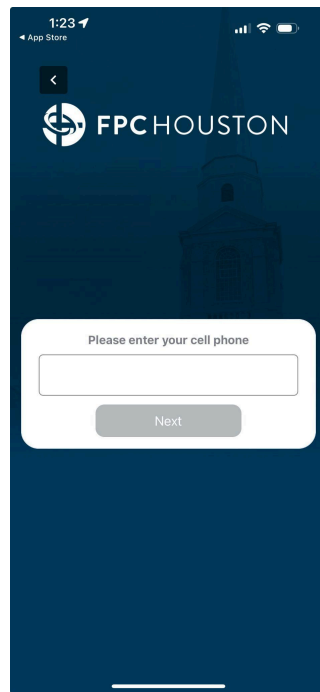 1:23
◀ App Store
FPCHOUSTON
Please enter your cell phone
Next